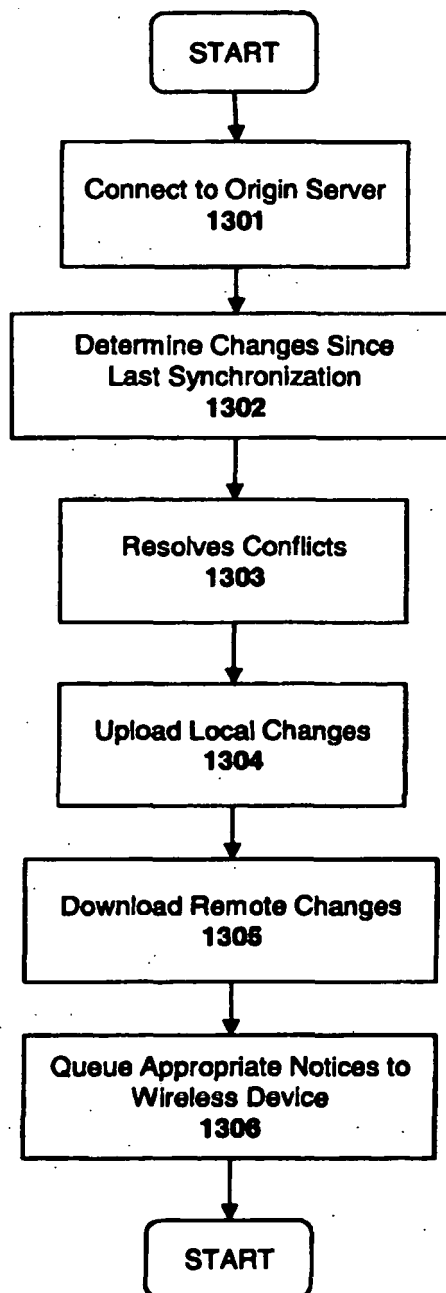 START
Connect to Origin Server
1301
Determine Changes Since
Last Synchronization
1302
Resolves Conflicts
1303
Upload Local Changes
1304
Download Remote Changes
1305
Queue Appropriate Notices to
Wireless Device
1306
START